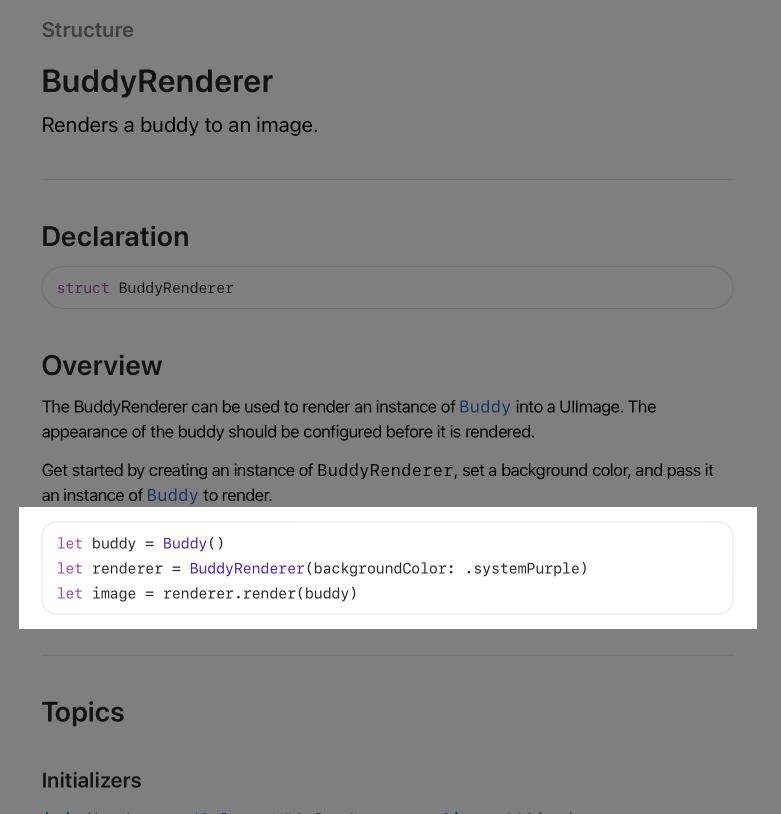 Structure
BuddyRenderer
Renders a buddy to an image.
Declaration
struct BuddyRenderer
Overview
The BuddyRenderer can be used to render an instance of Buddy into a UIImage. The
appearance of the buddy should be configured before it is rendered.
Get started by creating an instance of BuddyRenderer, set a background color, and pass it
an instance of Buddy to render.
let buddy = Buddy()
let renderer = BuddyRenderer(backgroundColor: .systemPurple)
let image = renderer.render(buddy)
Topics
Initializers